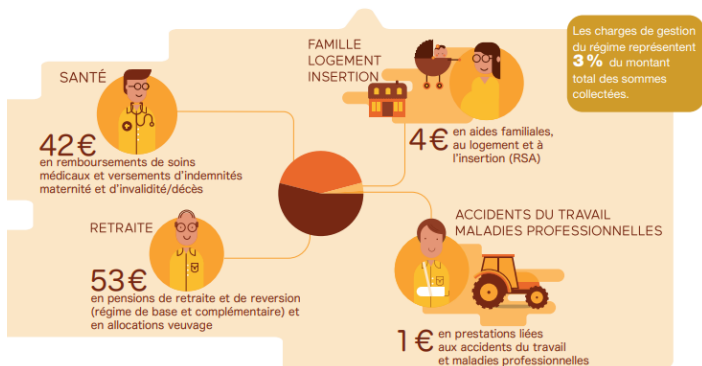 SANTÉ
42€
en remboursements de soins
médicaux et versements d'indemnités
maternité et d'invalidité/décès
FAMILLE
LOGEMENT
INSERTION
4€ en aides familiales,
au logement et à
l'insertion (RSA)
Les charges de gestion
du régime représentent
3% du montant
total des sommes
collectées.
RETRAITE
53€
en pensions de retraite et de reversion
(régime de base et complémentaire) et
en allocations veuvage
ACCIDENTS DU TRAVAIL
MALADIES PROFESSIONNELLES
1€ en prestations liées
aux accidents du travail
et maladies professionnelles